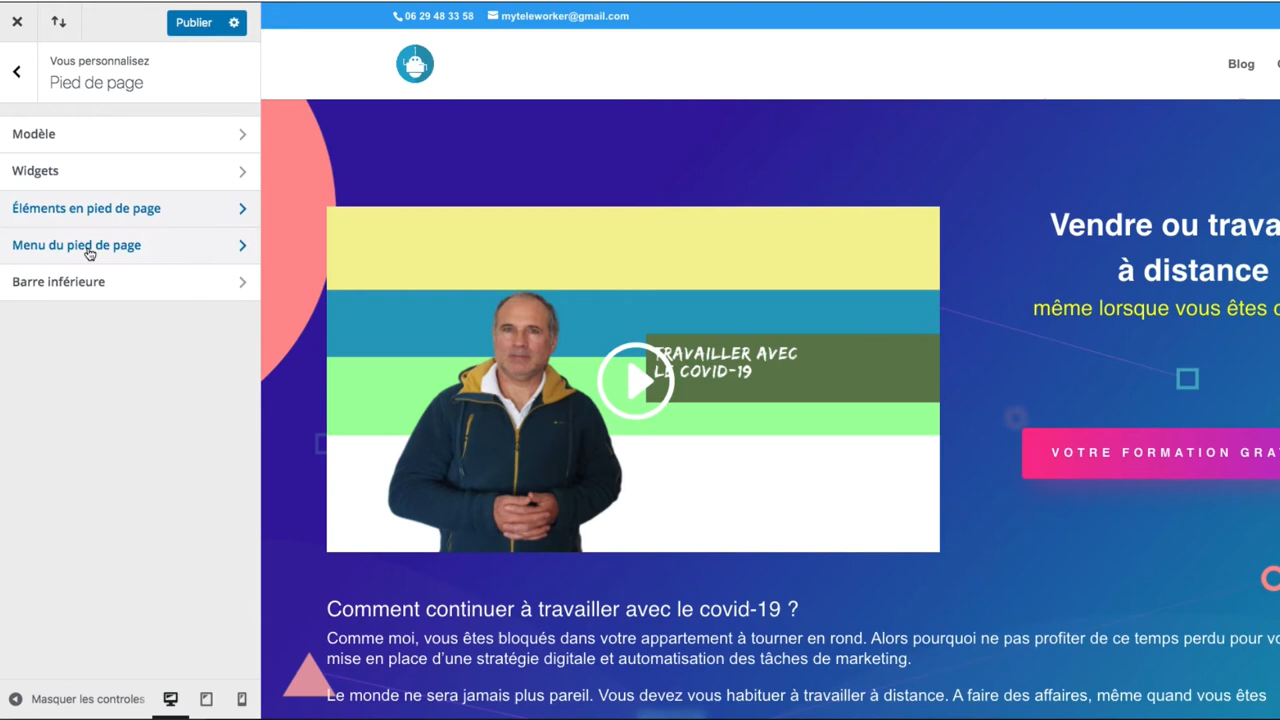 Publier
Vous personnalisez
Pied de page
Modèle
Widgets
Éléments en pied de page
Menu du pied de page
Barre inférieure
Masquer les controles
06 29 48 33 58 myteleworker@gmail.com
Blog
TRAVAILLER AVEC
LE COVID-19
Vendre ou trava
à distance
même lorsque vous êtes
VOTRE FORMATION GRA
Comment continuer à travailler avec le covid-19 ?
Comme moi, vous êtes bloqués dans votre appartement à tourner en rond. Alors pourquoi ne pas profiter de ce temps perdu pour
mise en place d'une stratégie digitale et automatisation des tâches de marketing.
Le monde ne sera jamais plus pareil. Vous devez vous habituer à travailler à distance. A faire des affaires, même quand vous êtes